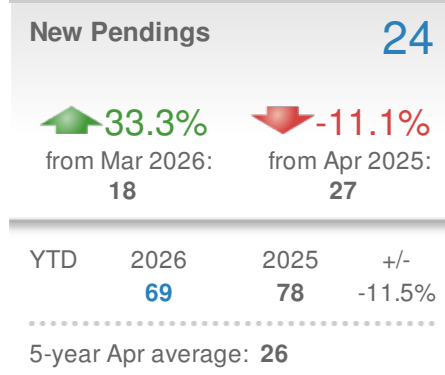 New Pendings 24
33.3% -11.1%
from Mar 2026: from Apr 2025:
18 27
YTD 2026 2025 +/-
69 78 -11.5%
5-year Apr average: 26